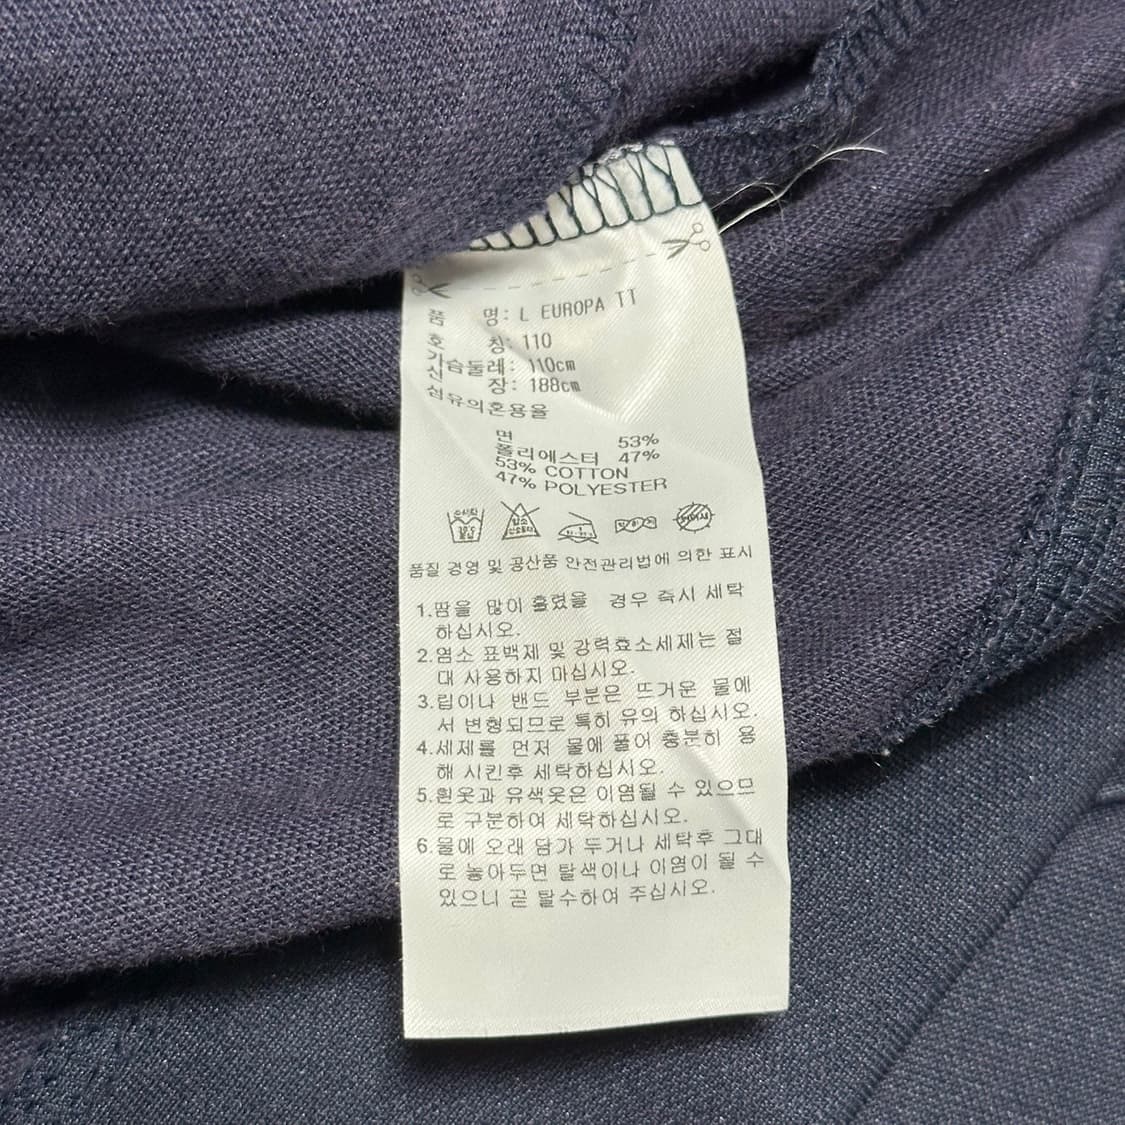 품 명: L EUROPA TT
호 칭: 110
가슴둘레: 110cm
신 장: 188cm
섬유의혼용율
면 53%
폴리에스터 47%
53% COTTON
47% POLYESTER
품질 경영 및 공산품 안전관리법에 의한 표시
1.땀을 많이 흘렸을 경우 즉시 세탁
하십시오.
2.염소 표백제 및 강력효소세제는 절
대 사용하지 마십시오.
3.립이나 밴드 부분은 뜨거운 물에
서 변형되므로 특히 유의 하십시오.
4.세제를 먼저 물에 풀어 충분히 용
해 시킨후 세탁하십시오.
5.흰옷과 유색옷은 이염될 수 있으므
로 구분하여 세탁하십시오.
6.물에 오래 담가 두거나 세탁후 그대
로 놓아두면 탈색이나 이염이 될 수
있으니 곧 탈수하여 주십시오.